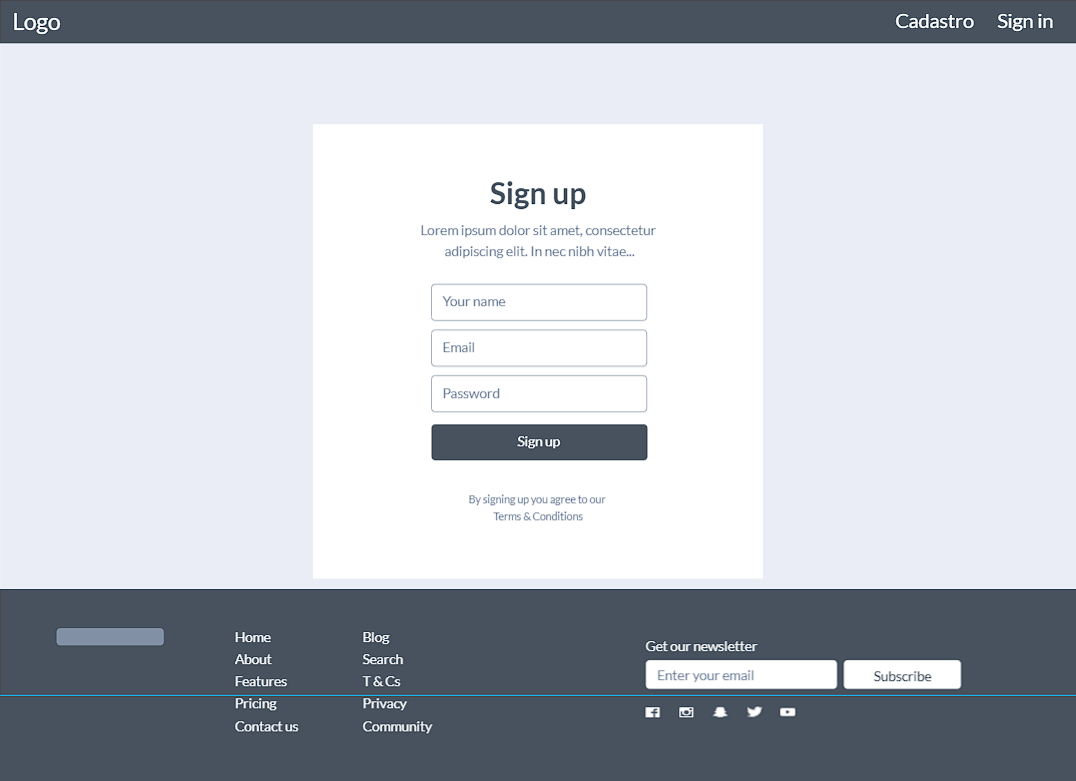 Logo
Cadastro
Sign in
Sign up
Lorem ipsum dolor sit amet, consectetur
adipiscing elit. In nec nibh vitae...
Your name
Email
Password
Sign up
By signing up you agree to our
Terms & Conditions
Home
About
Features
Pricing
Contact us
Blog
Search
T & Cs
Privacy
Community
Get our newsletter
Enter your email
Subscribe